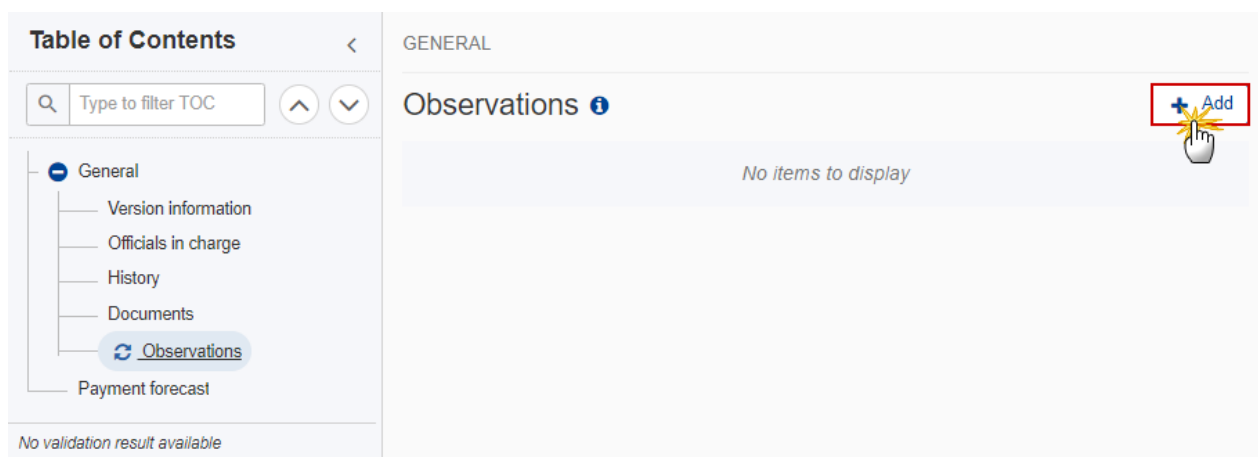 Table of Contents
Type to filter TOC
General
Version information
Officials in charge
History
Documents
Observations
Payment forecast
No validation result available
GENERAL
Observations
Add
No items to display